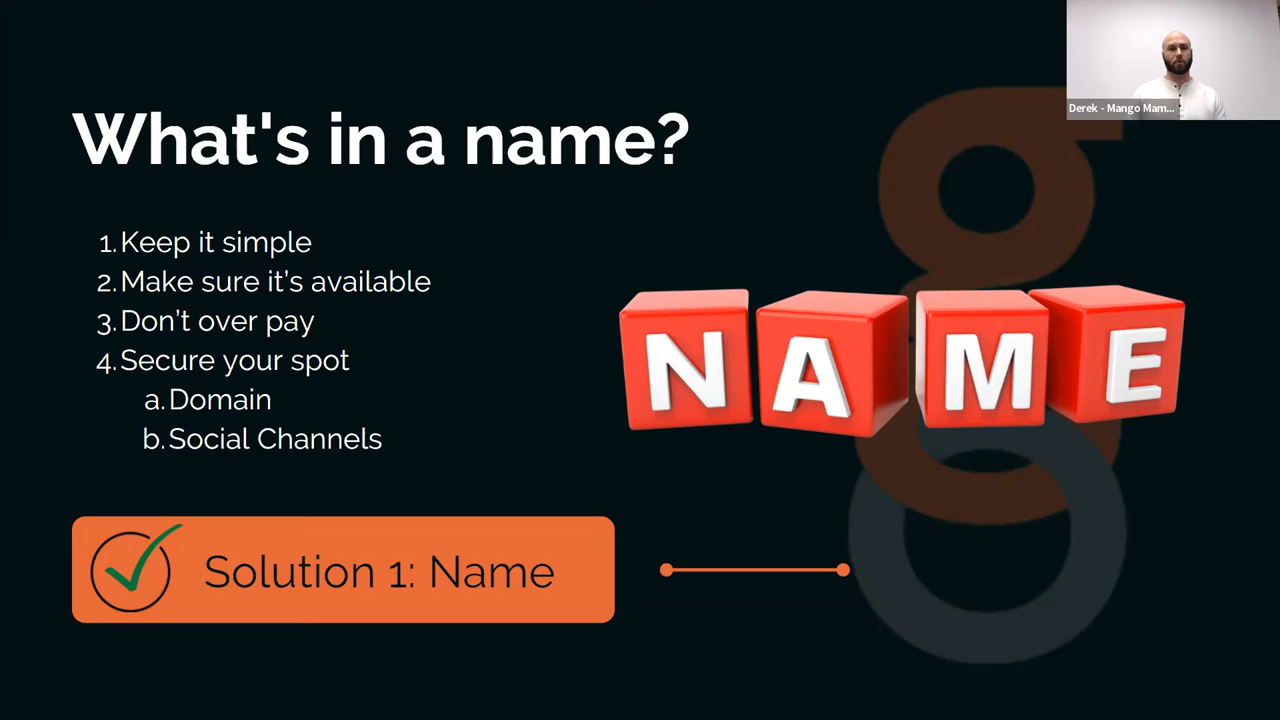 Derek - Mango Mam...
What's in a name?
1. Keep it simple
2. Make sure it's available
3. Don't over pay
4. Secure your spot
a. Domain
b. Social Channels
NAME
Solution 1: Name